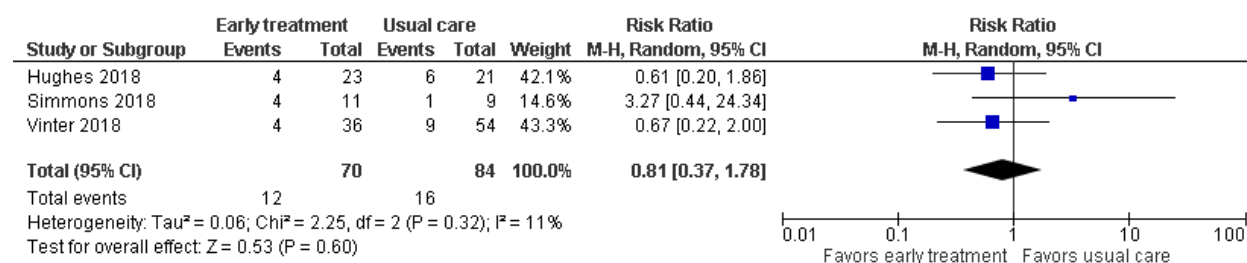 Early treatment Usual care Risk Ratio Risk Ratio
Study or Subgroup Events Total Events Total Weight M-H, Random, 95% CI M-H, Random, 95% CI
Hughes 2018 4 23 6 21 42.1% 0.61 [0.20, 1.86]
Simmons 2018 4 11 1 9 14.6% 3.27 [0.44, 24.34]
Vinter 2018 4 36 9 54 43.3% 0.67 [0.22, 2.00]
Total (95% CI) 70 84 100.0% 0.81 [0.37, 1.78]
Total events 12 16
Heterogeneity: Tau² = 0.06; Chi² = 2.25, df = 2 (P = 0.32); I² = 11%
Test for overall effect: Z = 0.53 (P = 0.60)
0.01 0.1 1 10 100
Favors early treatment Favors usual care